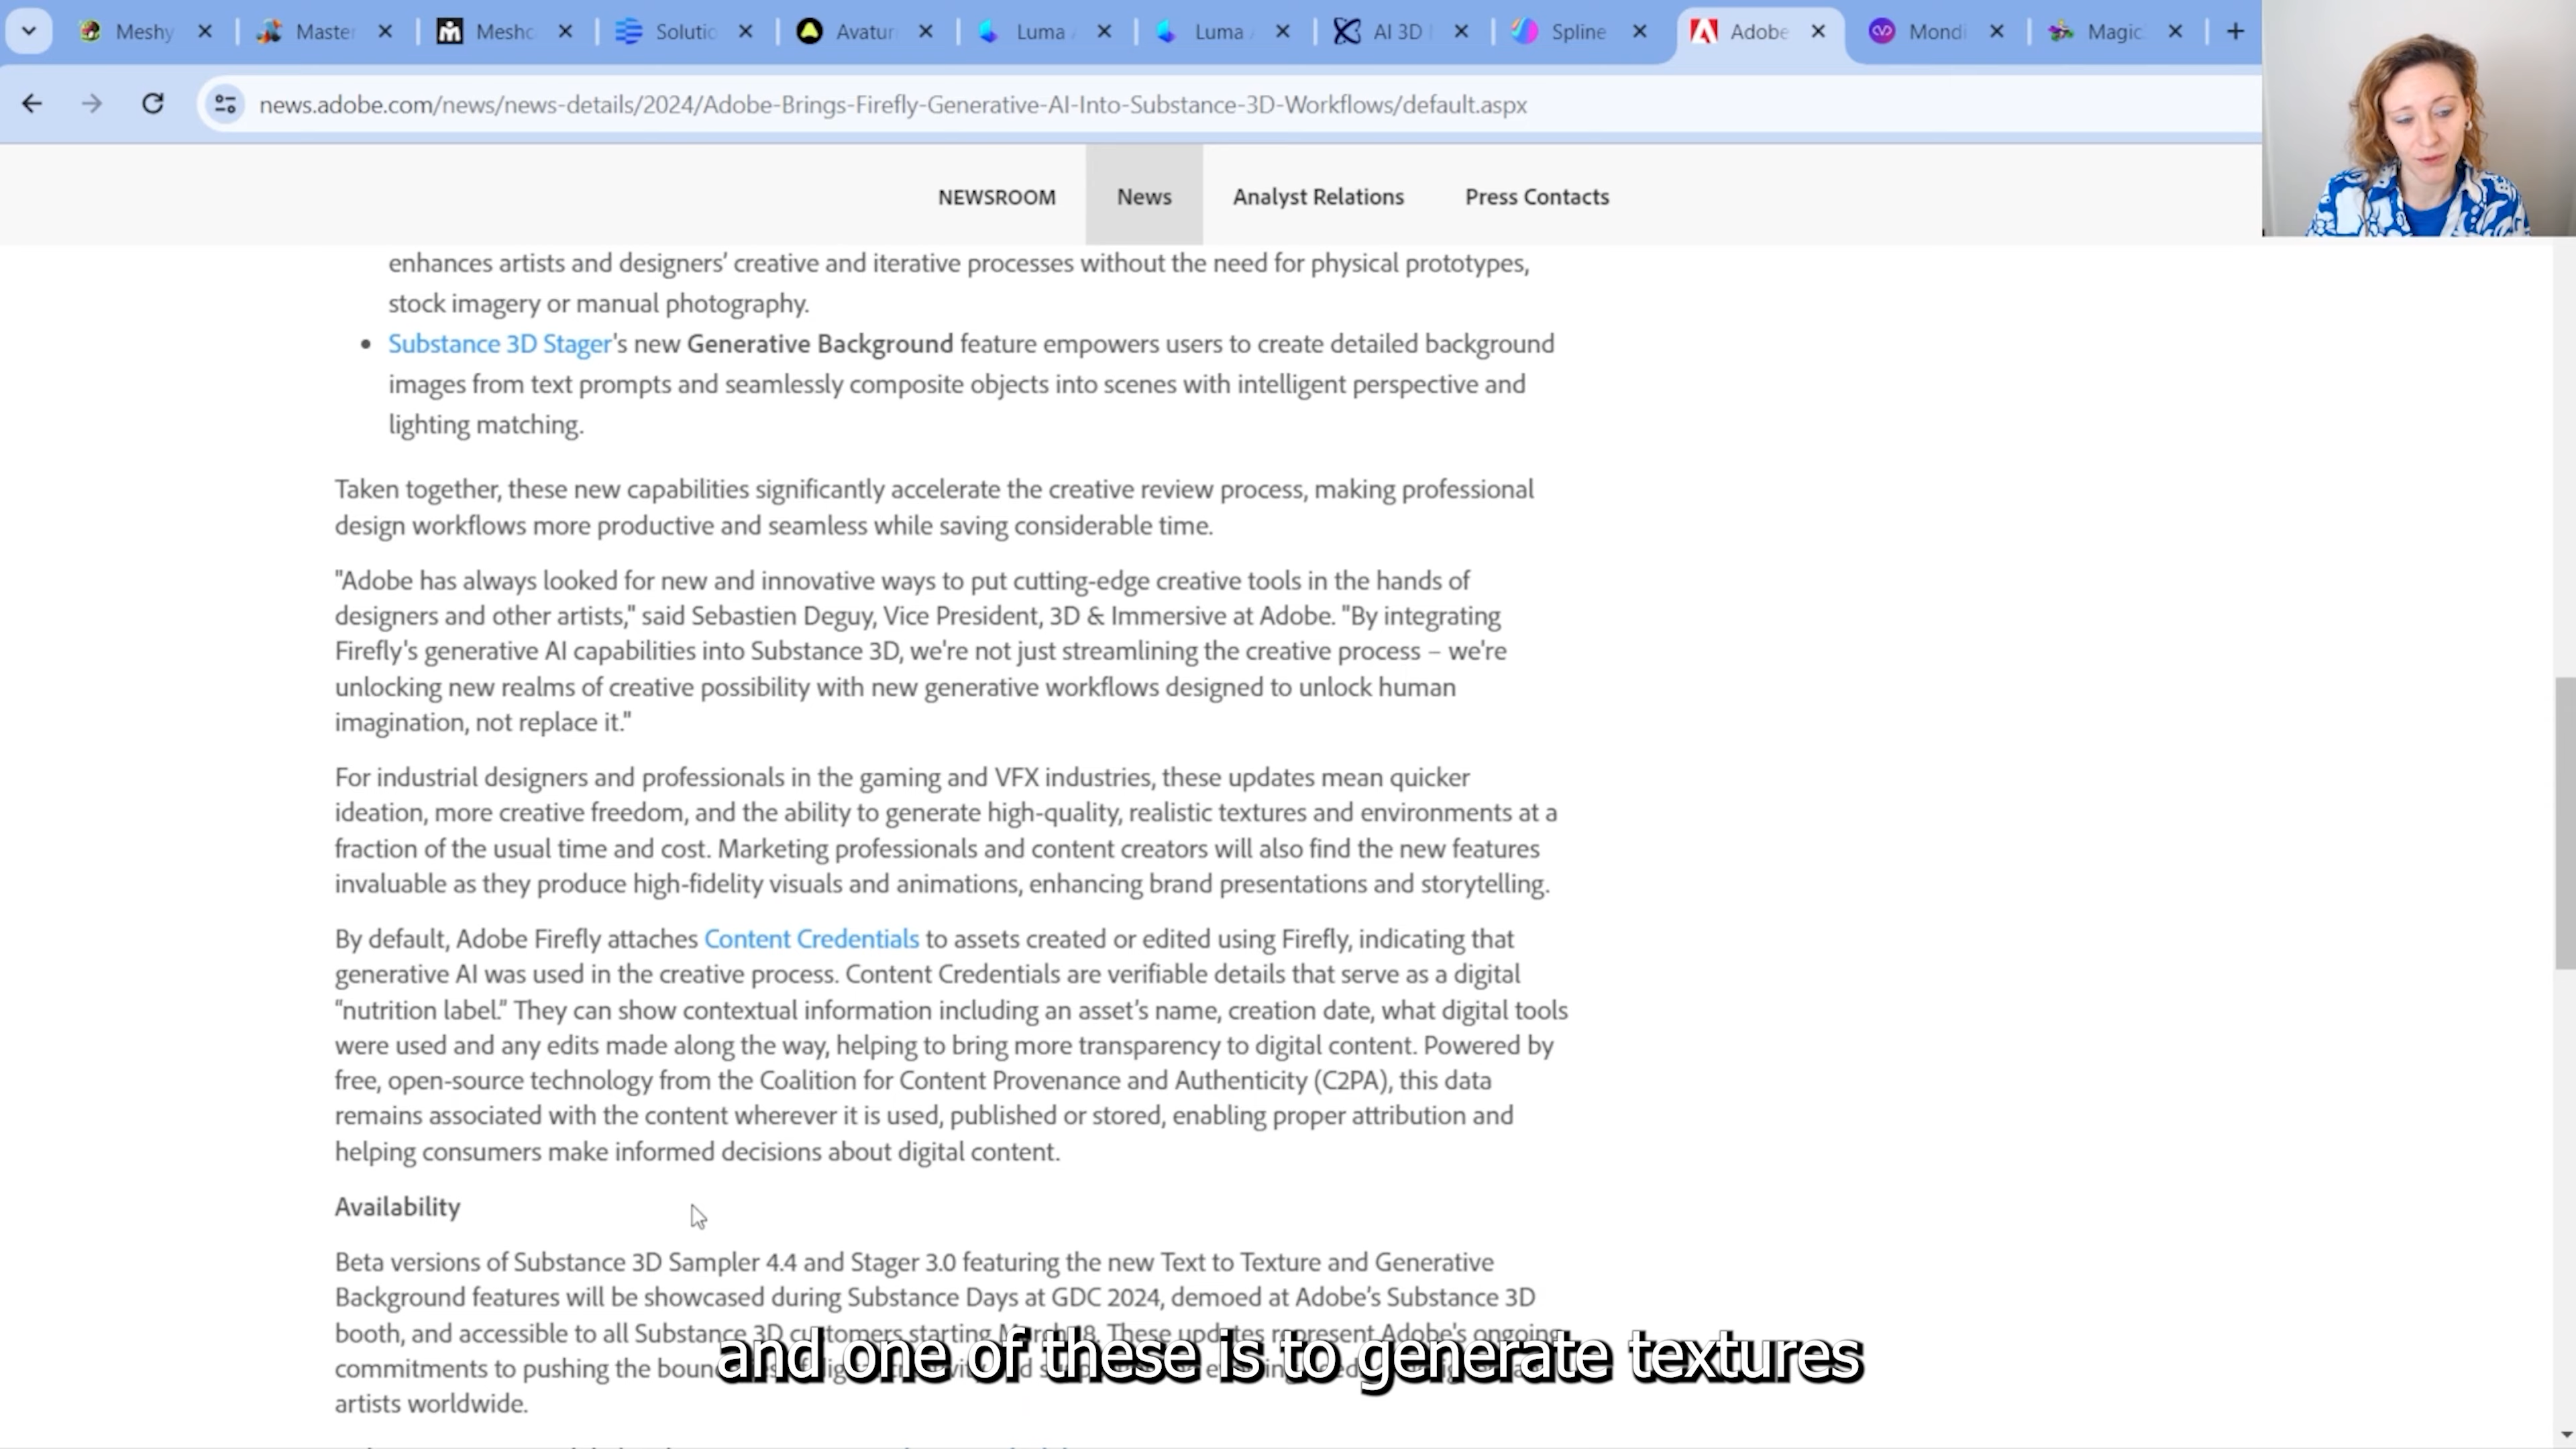 Meshy
Master
Meshc
Solutio
Avatur
Luma
Luma
AI 3D
Spline
Adobe
Mondi
Magic
news.adobe.com/news/news-details/2024/Adobe-Brings-Firefly-Generative-AI-Into-Substance-3D-Workflows/default.aspx
NEWSROOM News Analyst Relations Press Contacts
enhances artists and designers' creative and iterative processes without the need for physical prototypes,
stock imagery or manual photography.
• Substance 3D Stager's new Generative Background feature empowers users to create detailed background
images from text prompts and seamlessly composite objects into scenes with intelligent perspective and
lighting matching.
Taken together, these new capabilities significantly accelerate the creative review process, making professional
design workflows more productive and seamless while saving considerable time.
"Adobe has always looked for new and innovative ways to put cutting-edge creative tools in the hands of
designers and other artists," said Sebastien Deguy, Vice President, 3D & Immersive at Adobe. "By integrating
Firefly's generative AI capabilities into Substance 3D, we're not just streamlining the creative process – we're
unlocking new realms of creative possibility with new generative workflows designed to unlock human
imagination, not replace it."
For industrial designers and professionals in the gaming and VFX industries, these updates mean quicker
ideation, more creative freedom, and the ability to generate high-quality, realistic textures and environments at a
fraction of the usual time and cost. Marketing professionals and content creators will also find the new features
invaluable as they produce high-fidelity visuals and animations, enhancing brand presentations and storytelling.
By default, Adobe Firefly attaches Content Credentials to assets created or edited using Firefly, indicating that
generative AI was used in the creative process. Content Credentials are verifiable details that serve as a digital
“nutrition label.” They can show contextual information including an asset’s name, creation date, what digital tools
were used and any edits made along the way, helping to bring more transparency to digital content. Powered by
free, open-source technology from the Coalition for Content Provenance and Authenticity (C2PA), this data
remains associated with the content wherever it is used, published or stored, enabling proper attribution and
helping consumers make informed decisions about digital content.
Availability
Beta versions of Substance 3D Sampler 4.4 and Stager 3.0 featuring the new Text to Texture and Generative
Background features will be showcased during Substance Days at GDC 2024, demoed at Adobe’s Substance 3D
booth, and accessible to all Substance 3D customers starting These updates represent Adobe’s ongoing
and one of these is to generate textures
commitments to pushing the
artists worldwide.